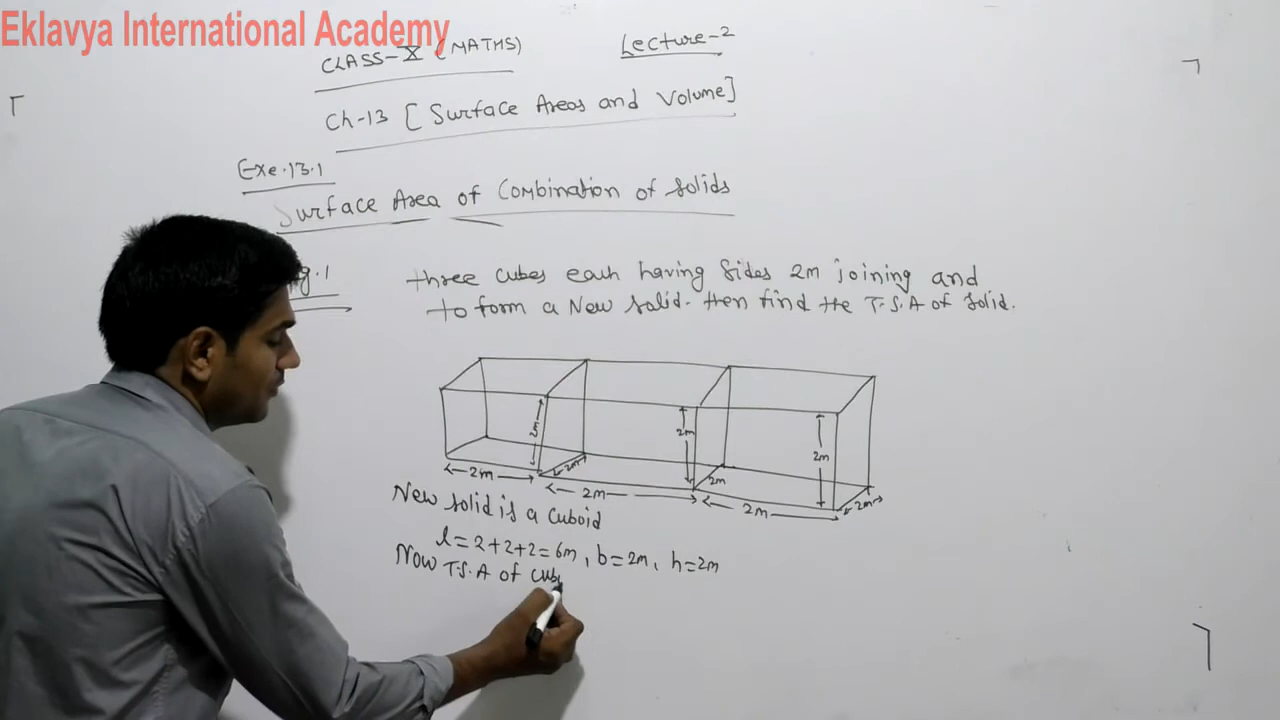 Eklavya International Academy
CLASS-X (MATHS)
Lecture-2
Ch-13 [Surface Areas and Volume]
Exe.13.1
Surface Area of Combination of Solids
g.1
three cubes each having Sides 2m joining and
to form a New solid. then find the T.S.A of Solid.
2m
2m
2m
2m
2m
2m
2m
2m
2m
New solid is a Cuboid
l=2+2+2=6m, b=2m, h=2m
Now T.S.A of cub